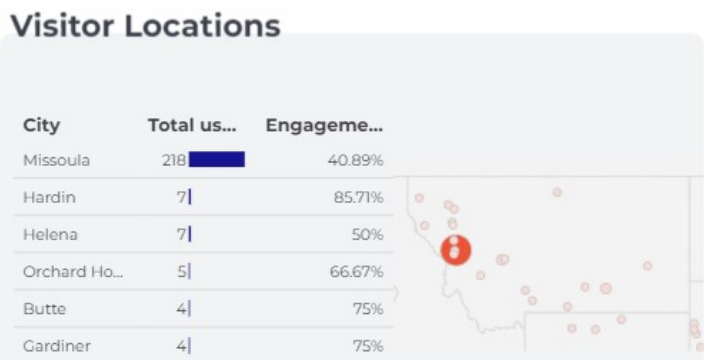 Visitor Locations
City Total us... Engageme...
Missoula 218 40.89%
Hardin 7 85.71%
Helena 7 50%
Orchard Ho... 5 66.67%
Butte 4 75%
Gardiner 4 75%